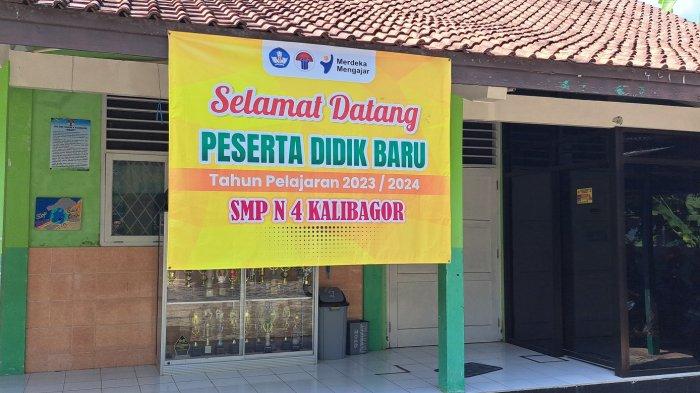 Merdeka
Mengajar
Selamat Datang
PESERTA DIDIK BARU
Tahun Pelajaran 2023 / 2024
SMP N 4 KALIBAGOR